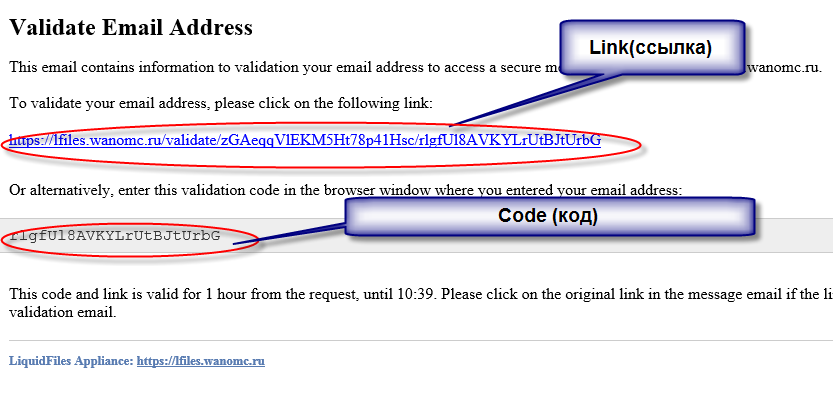 Validate Email Address
Link(ссылка)
This email contains information to validation your email address to access a secure m wanomc.ru.
To validate your email address, please click on the following link:
https://lfiles.wanomc.ru/validate/zGAeqqVlEKM5Ht78p41Hsc/rlgfUl8AVKYLrUtBJtUrbG
Or alternatively, enter this validation code in the browser window where you entered your email address:
Code (код)
rlgfUl8AVKYLrUtBJtUrbG
This code and link is valid for 1 hour from the request, until 10:39. Please click on the original link in the message email if the li
validation email.
LiquidFiles Appliance: https://lfiles.wanomc.ru